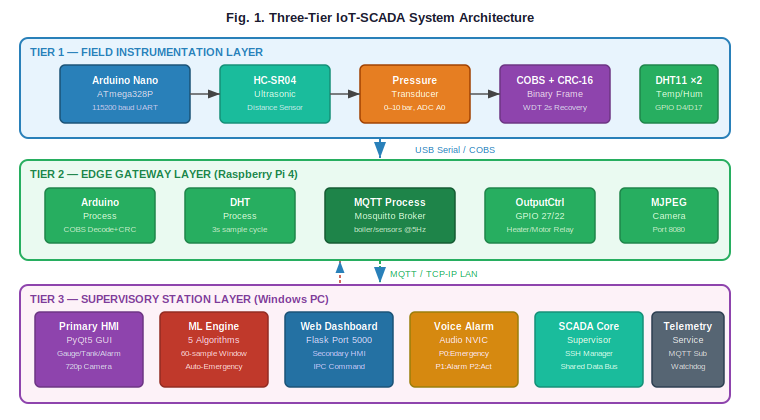 Fig. 1. Three-Tier IoT-SCADA System Architecture
TIER 1 — FIELD INSTRUMENTATION LAYER
Arduino Nano
ATmega328P
115200 baud UART
HC-SR04
Ultrasonic
Distance Sensor
Pressure
Transducer
0–10 bar, ADC A0
COBS + CRC-16
Binary Frame
WDT 2s Recovery
DHT11 ×2
Temp/Hum
GPIO D4/D17
USB Serial / COBS
TIER 2 — EDGE GATEWAY LAYER (Raspberry Pi 4)
Arduino
Process
COBS Decode+CRC
DHT
Process
3s sample cycle
MQTT Process
Mosquitto Broker
boiler/sensors @5Hz
OutputCtrl
GPIO 27/22
Heater/Motor Relay
MJPEG
Camera
Port 8080
MQTT / TCP-IP LAN
TIER 3 — SUPERVISORY STATION LAYER (Windows PC)
Primary HMI
PyQt5 GUI
Gauge/Tank/Alarm
720p Camera
ML Engine
5 Algorithms
60-sample Window
Auto-Emergency
Web Dashboard
Flask Port 5000
Secondary HMI
IPC Command
Voice Alarm
Audio NVIC
P0:Emergency
P1:Alarm P2:Act
SCADA Core
Supervisor
SSH Manager
Shared Data Bus
Telemetry
Service
MQTT Sub
Watchdog